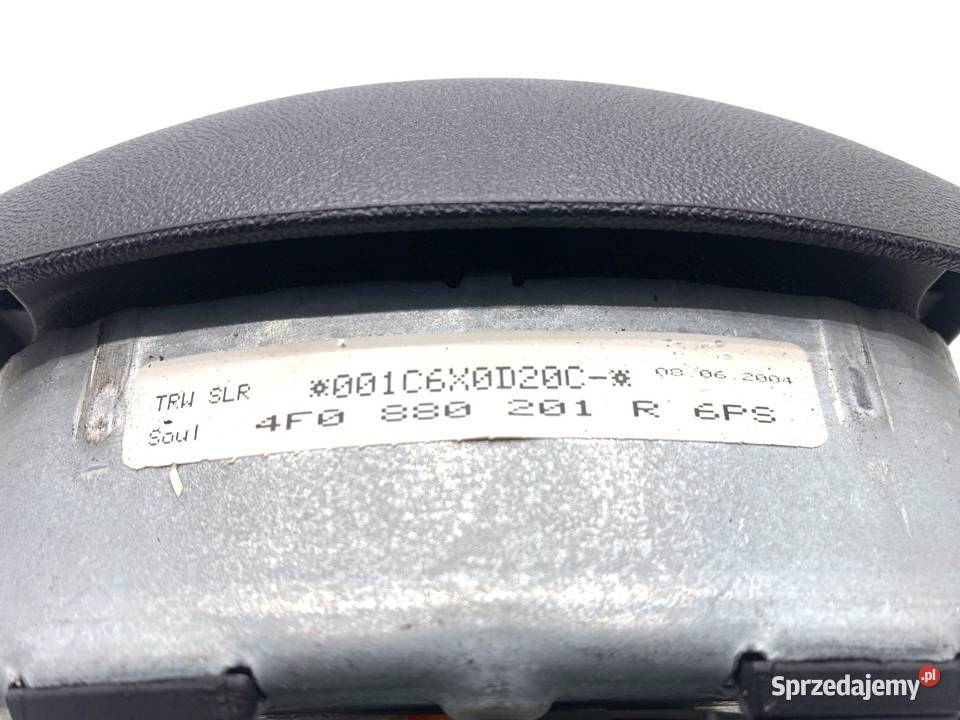 TRW SLR *001C6X0D20C-* 08.06.2004
Soul 4F0 880 201 R 6PS
Sprzedajemy.pl